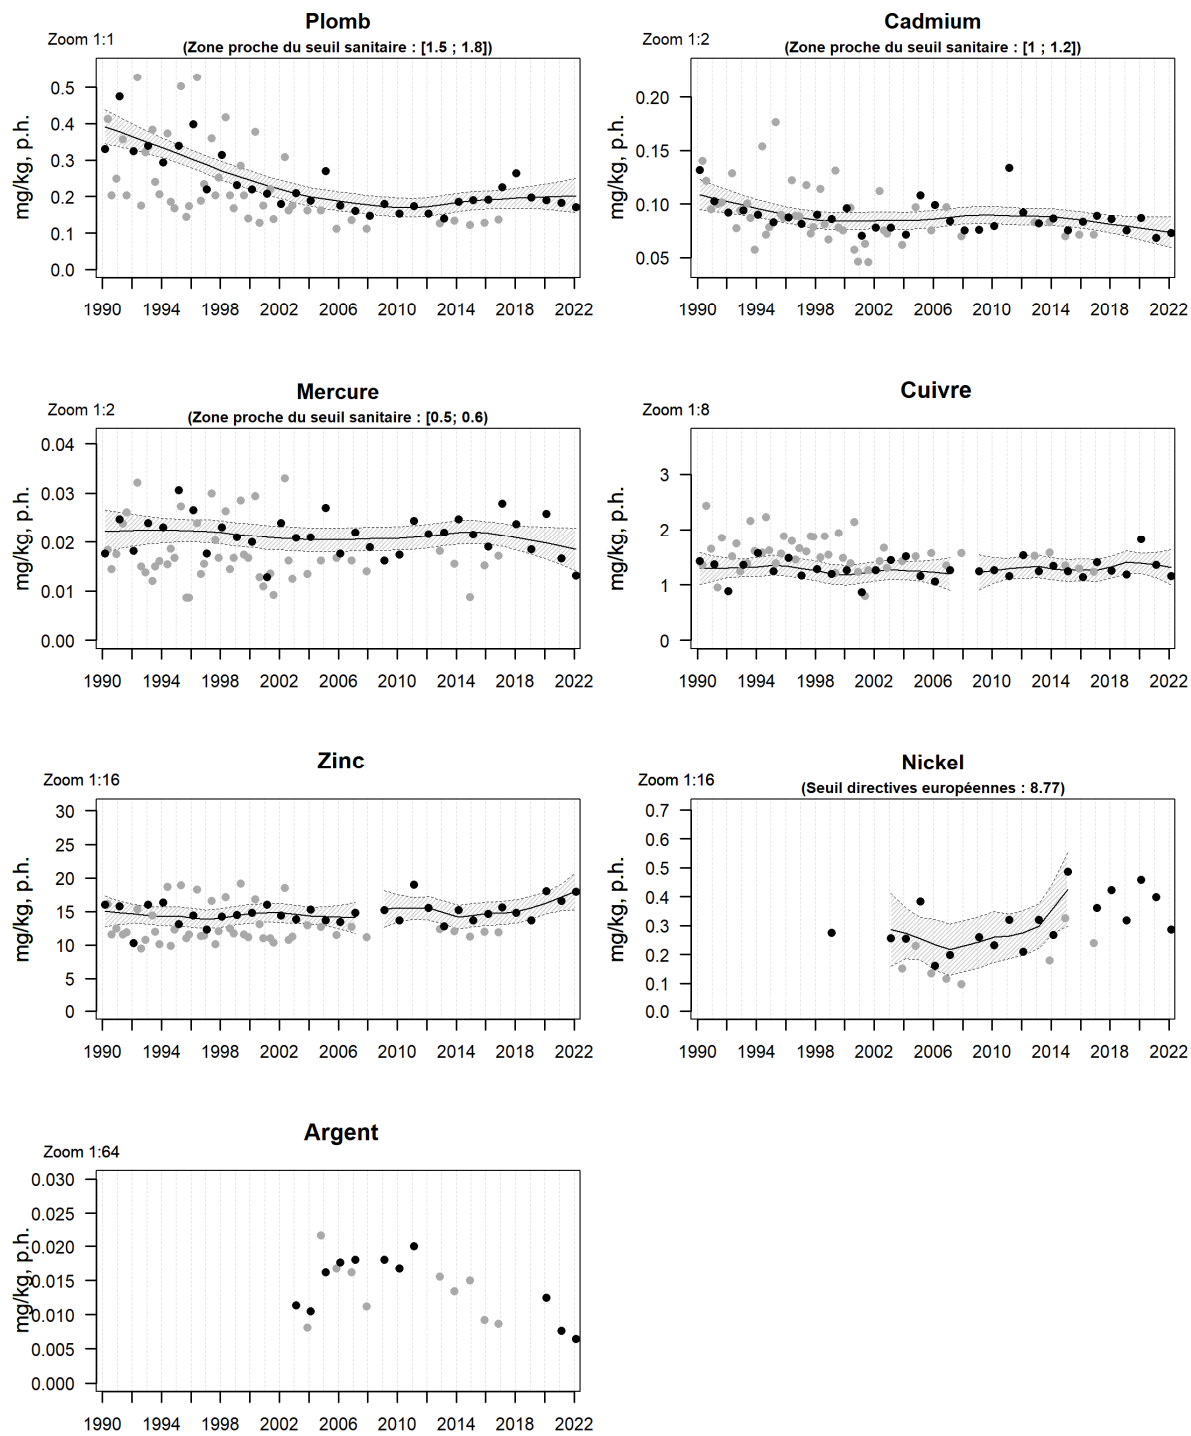 Plomb
Zoom 1:1
(Zone proche du seuil sanitaire : [1.5 ; 1.8])
mg/kg, p.h.
0.5
0.4
0.3
0.2
0.1
0.0
1990 1994 1998 2002 2006 2010 2014 2018 2022
Cadmium
Zoom 1:2
(Zone proche du seuil sanitaire : [1 ; 1.2])
mg/kg, p.h.
0.20
0.15
0.10
0.05
1990 1994 1998 2002 2006 2010 2014 2018 2022
Mercure
Zoom 1:2
(Zone proche du seuil sanitaire : [0.5; 0.6)
mg/kg, p.h.
0.04
0.03
0.02
0.01
0.00
1990 1994 1998 2002 2006 2010 2014 2018 2022
Cuivre
Zoom 1:8
mg/kg, p.h.
3
2
1
0
1990 1994 1998 2002 2006 2010 2014 2018 2022
Zinc
Zoom 1:16
mg/kg, p.h.
30
25
20
15
10
5
0
1990 1994 1998 2002 2006 2010 2014 2018 2022
Nickel
Zoom 1:16
(Seuil directives européennes : 8.77)
mg/kg, p.h.
0.7
0.6
0.5
0.4
0.3
0.2
0.1
0.0
1990 1994 1998 2002 2006 2010 2014 2018 2022
Argent
Zoom 1:64
mg/kg, p.h.
0.030
0.025
0.020
0.015
0.010
0.005
0.000
1990 1994 1998 2002 2006 2010 2014 2018 2022